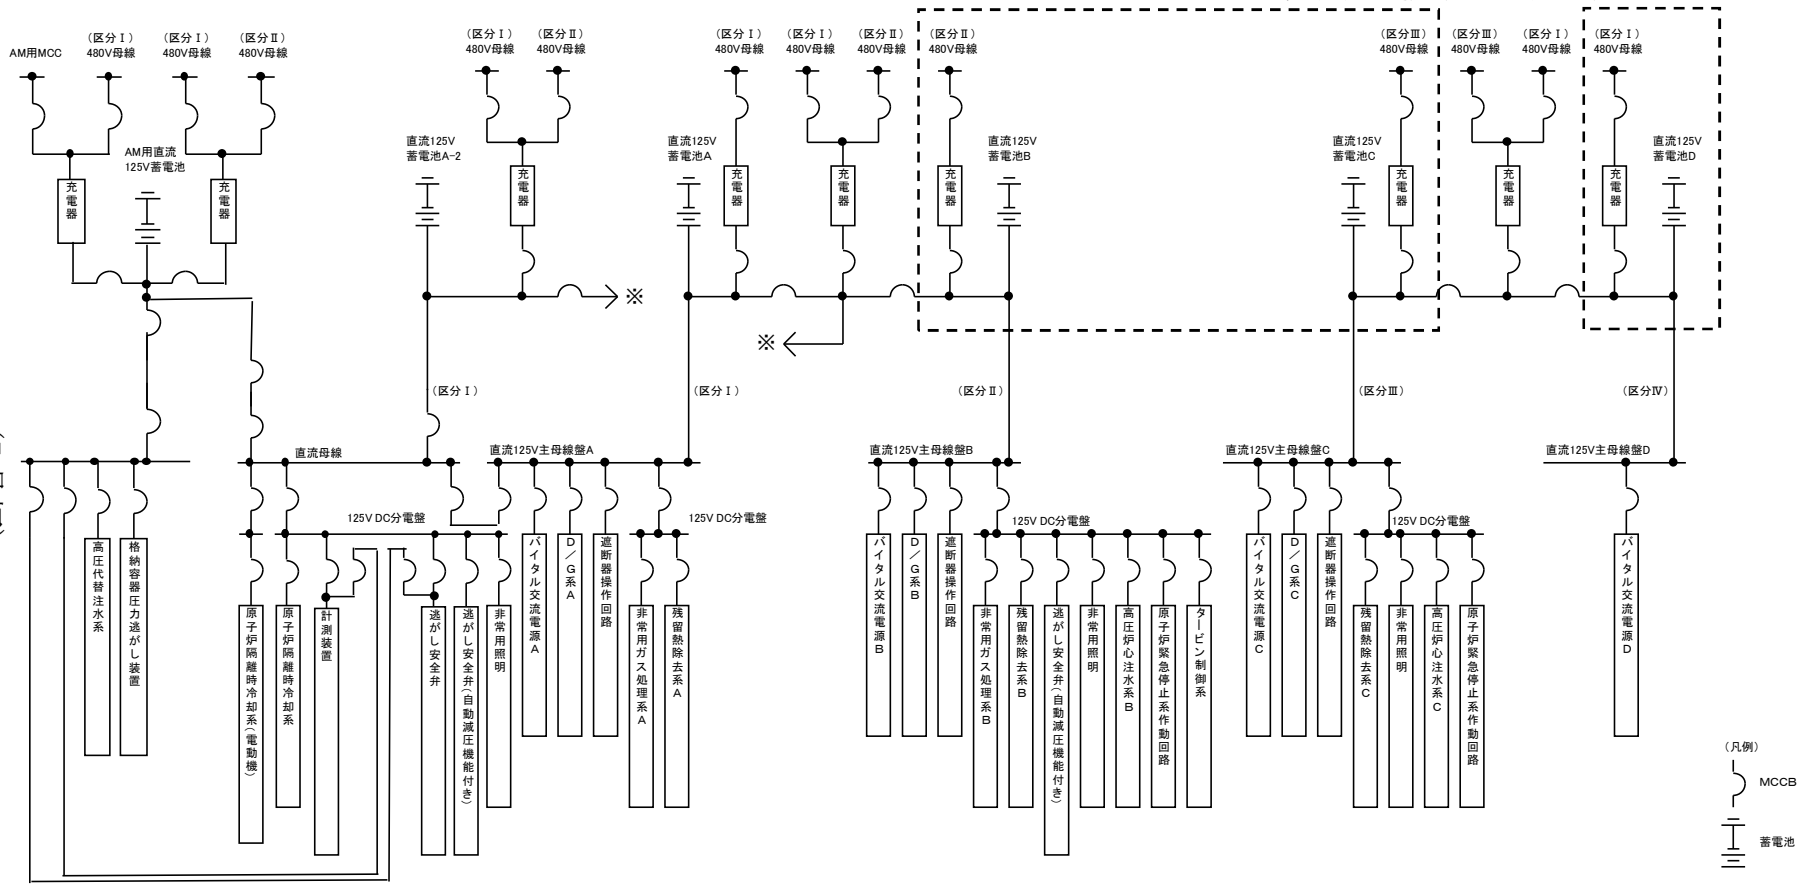 AM用MCC
（区分Ⅰ）
480V母線
（区分Ⅰ）
480V母線
（区分Ⅱ）
480V母線
（区分Ⅰ）
480V母線
（区分Ⅱ）
480V母線
（区分Ⅰ）
480V母線
（区分Ⅰ）
480V母線
（区分Ⅱ）
480V母線
（区分Ⅱ）
480V母線
（区分Ⅲ）
480V母線
（区分Ⅲ）
480V母線
（区分Ⅰ）
480V母線
（区分Ⅰ）
480V母線
AM用直流
125V蓄電池
直流125V
蓄電池A-2
直流125V
蓄電池A
直流125V
蓄電池B
直流125V
蓄電池C
直流125V
蓄電池D
充電器
充電器
充電器
充電器
充電器
充電器
充電器
充電器
充電器
※
※
（区分Ⅰ）
（区分Ⅰ）
（区分Ⅱ）
（区分Ⅲ）
（区分Ⅳ）
直流母線
直流125V主母線盤A
直流125V主母線盤B
直流125V主母線盤C
直流125V主母線盤D
125V DC分電盤
125V DC分電盤
125V DC分電盤
125V DC分電盤
高圧代替注水系
格納容器圧力逃がし装置
原子炉隔離時冷却系（電動機）
原子炉隔離時冷却系
計測装置
逃がし安全弁
逃がし安全弁（自動減圧機能付き）
非常用照明
バイタル交流電源A
D／G系A
遮断器操作回路
非常用ガス処理系A
残留熱除去系A
バイタル交流電源B
D／G系B
遮断器操作回路
非常用ガス処理系B
残留熱除去系B
逃がし安全弁（自動減圧機能付き）
非常用照明
高圧炉心注水系B
原子炉緊急停止系作動回路
タービン制御系
バイタル交流電源C
D／G系C
遮断器操作回路
残留熱除去系C
非常用照明
高圧炉心注水系C
原子炉緊急停止系作動回路
バイタル交流電源D
（凡例）
MCCB
蓄電池